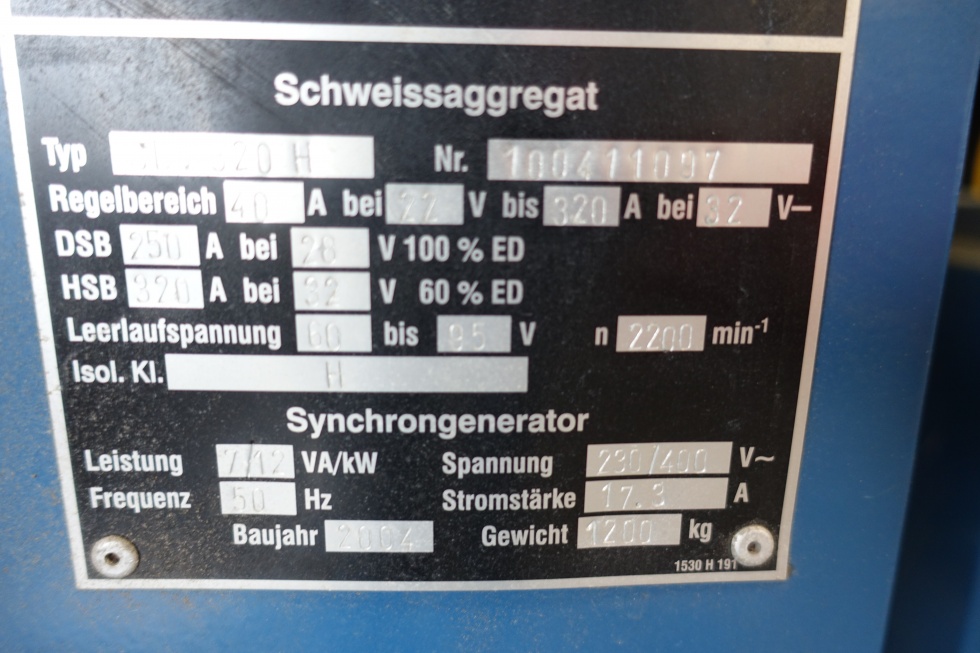 Schweissaggregat
Typ 320 H Nr. 100411097
Regelbereich 40 A bei 22 V bis 320 A bei 32 V—
DSB 250 A bei 28 V 100 % ED
HSB 320 A bei 32 V 60 % ED
Leerlaufspannung 60 bis 95 V n 2200 min⁻¹
Isol. Kl. H
Synchrongenerator
Leistung 7/12 VA/kW Spannung 230/400 V~
Frequenz 50 Hz Stromstärke 17.3 A
Baujahr 2004 Gewicht 1200 kg
1530 H 191